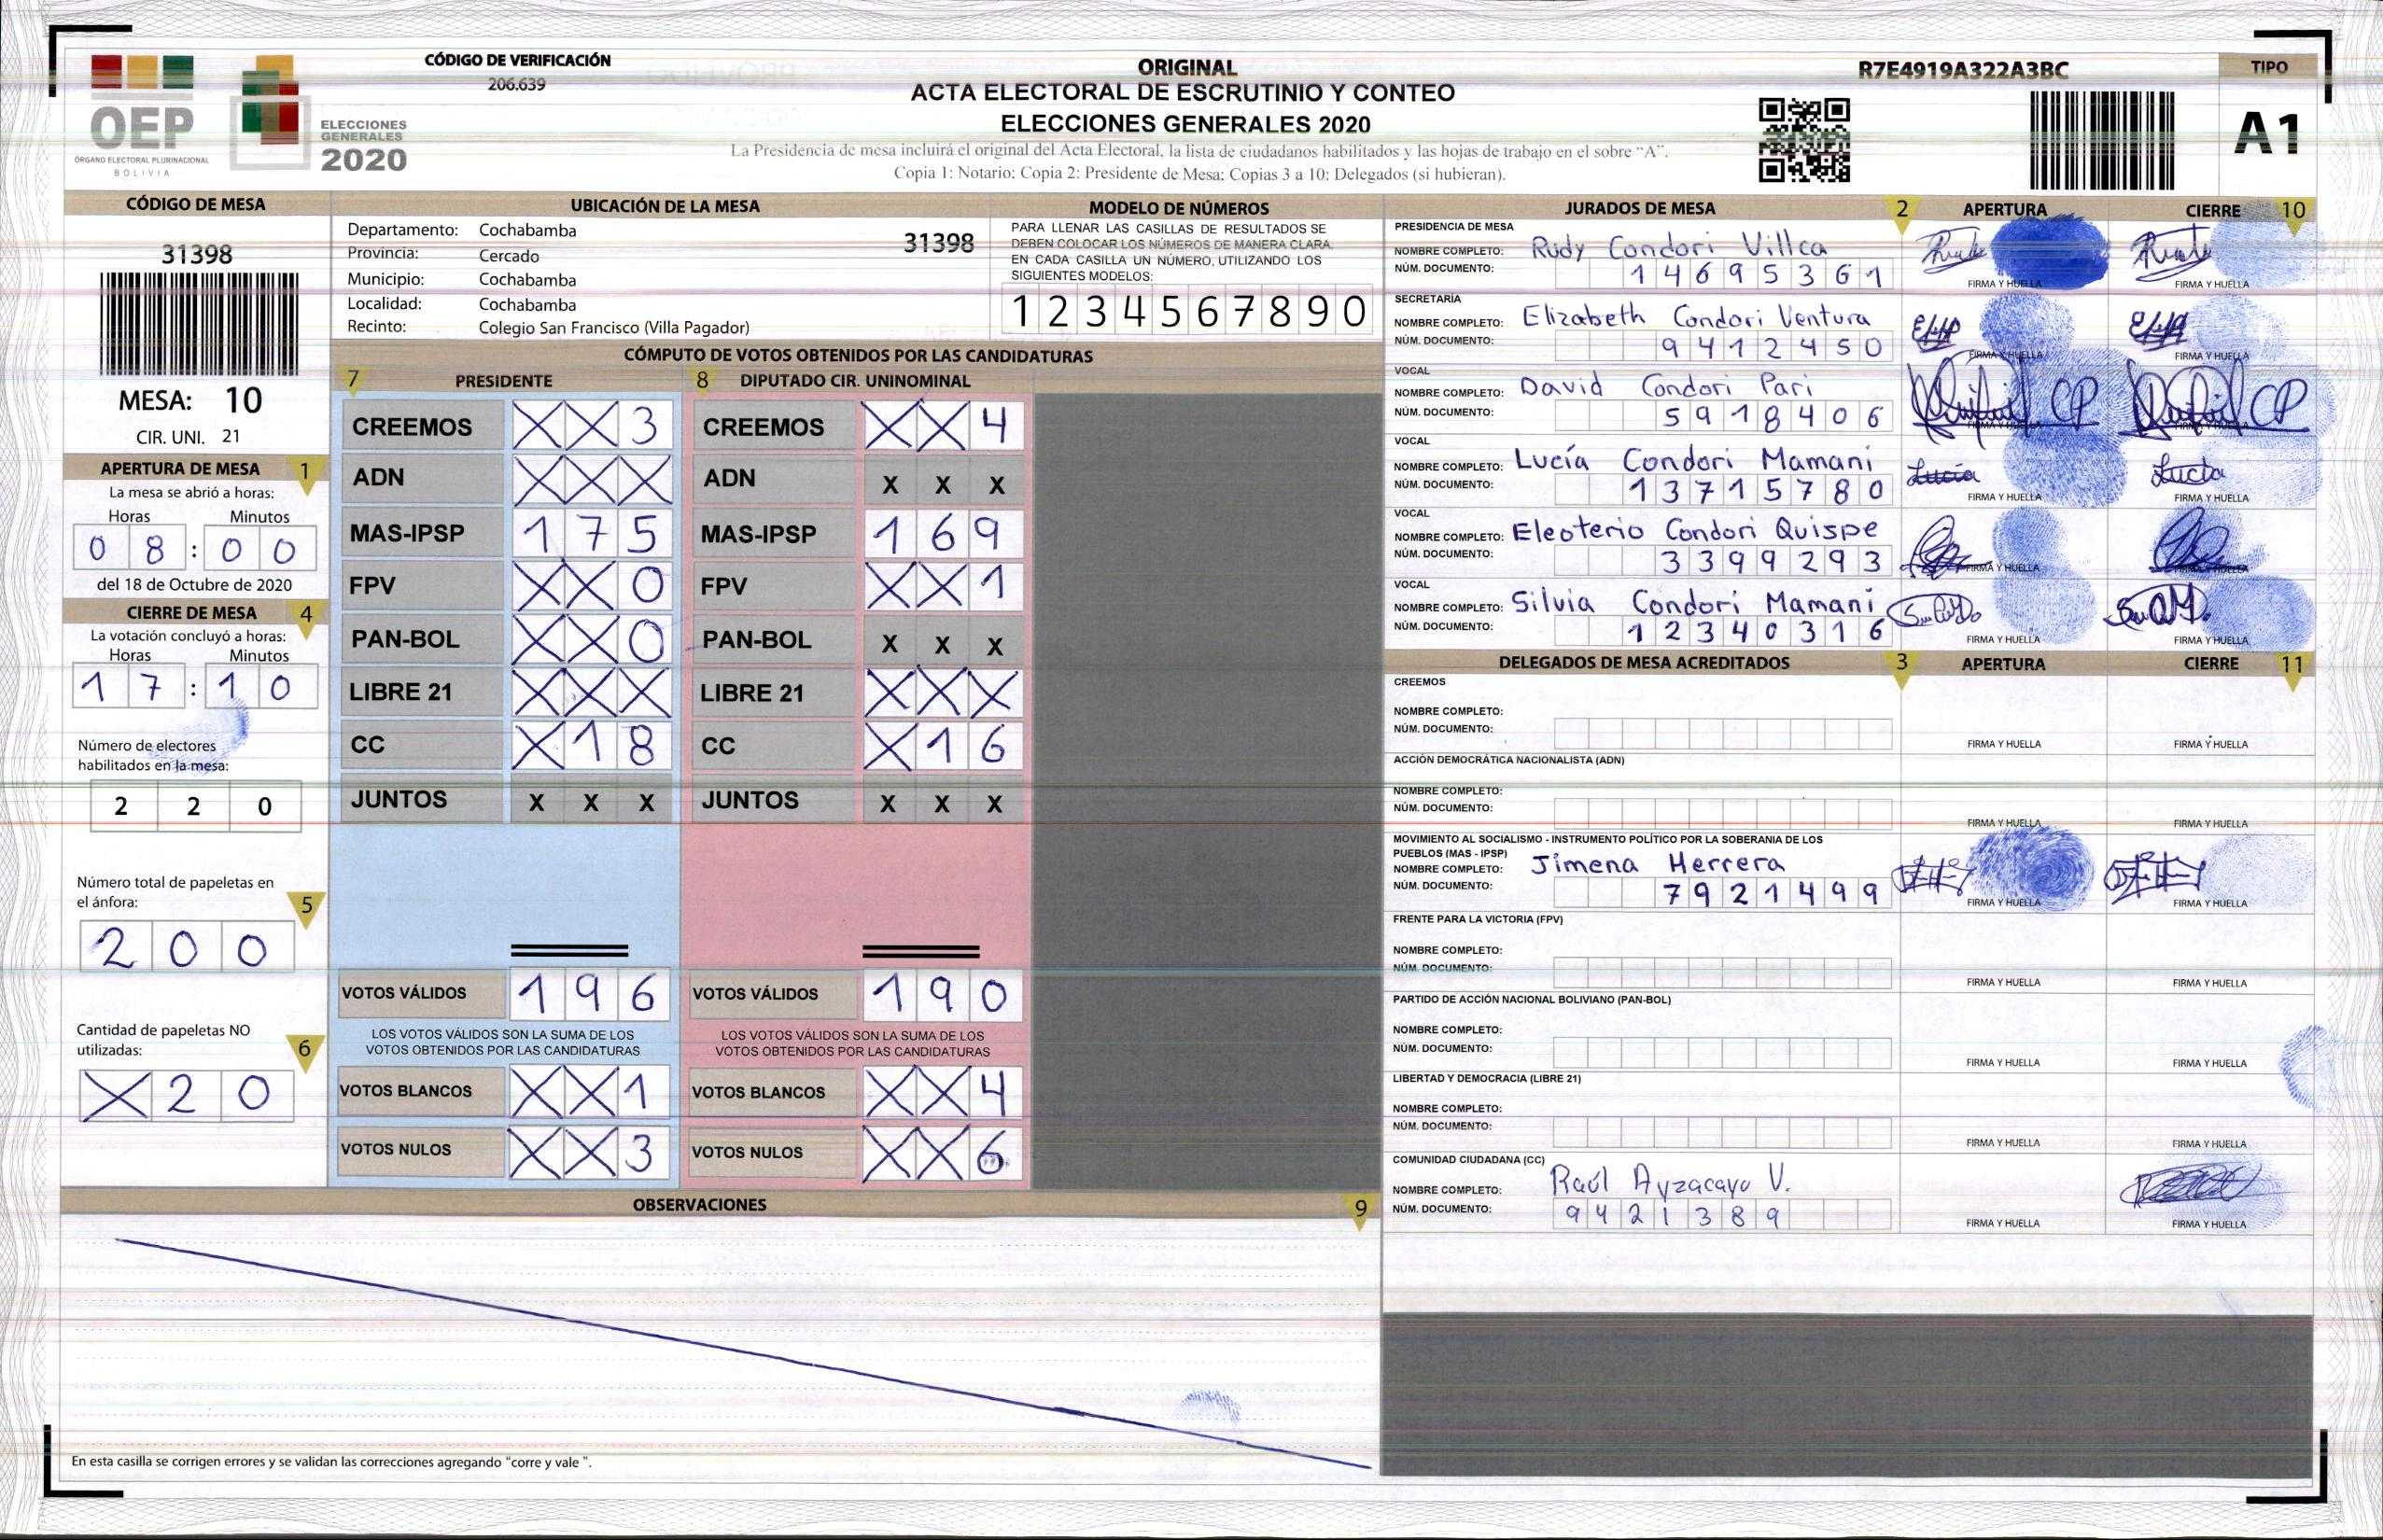 CÓDIGO DE VERIFICACIÓN
206.639
OEP
ÓRGANO ELECTORAL PLURINACIONAL
BOLIVIA
ELECCIONES
GENERALES
2020
ORIGINAL
ACTA ELECTORAL DE ESCRUTINIO Y CONTEO
ELECCIONES GENERALES 2020
La Presidencia de mesa incluirá el original del Acta Electoral, la lista de ciudadanos habilitados y las hojas de trabajo en el sobre “A”.
Copia 1: Notario; Copia 2: Presidente de Mesa; Copias 3 a 10: Delegados (si hubieran).
R7E4919A322A3BC
TIPO
A1
CÓDIGO DE MESA
31398
MESA: 10
CIR. UNI. 21
APERTURA DE MESA 1
La mesa se abrió a horas:
Horas Minutos
0 8 : 0 0
del 18 de Octubre de 2020
CIERRE DE MESA 4
La votación concluyó a horas:
Horas Minutos
1 7 : 1 0
Número de electores
habilitados en la mesa:
2 2 0
Número total de papeletas en
el ánfora: 5
2 0 0
Cantidad de papeletas NO
utilizadas: 6
X 2 0
UBICACIÓN DE LA MESA
Departamento: Cochabamba
31398
Provincia: Cercado
Municipio: Cochabamba
Localidad: Cochabamba
Recinto: Colegio San Francisco (Villa Pagador)
MODELO DE NÚMEROS
PARA LLENAR LAS CASILLAS DE RESULTADOS SE
DEBEN COLOCAR LOS NÚMEROS DE MANERA CLARA,
EN CADA CASILLA UN NÚMERO, UTILIZANDO LOS
SIGUIENTES MODELOS:
1 2 3 4 5 6 7 8 9 0
CÓMPUTO DE VOTOS OBTENIDOS POR LAS CANDIDATURAS
7 PRESIDENTE
CREEMOS X X 3
ADN X X X
MAS-IPSP 1 7 5
FPV X X 0
PAN-BOL X X 0
LIBRE 21 X X X
CC X 1 8
JUNTOS X X X
VOTOS VÁLIDOS 1 9 6
LOS VOTOS VÁLIDOS SON LA SUMA DE LOS
VOTOS OBTENIDOS POR LAS CANDIDATURAS
VOTOS BLANCOS X X 1
VOTOS NULOS X X 3
8 DIPUTADO CIR. UNINOMINAL
CREEMOS X X 4
ADN X X X
MAS-IPSP 1 6 9
FPV X X 1
PAN-BOL X X X
LIBRE 21 X X X
CC X 1 6
JUNTOS X X X
VOTOS VÁLIDOS 1 9 0
LOS VOTOS VÁLIDOS SON LA SUMA DE LOS
VOTOS OBTENIDOS POR LAS CANDIDATURAS
VOTOS BLANCOS X X 4
VOTOS NULOS X X 6
OBSERVACIONES 9
En esta casilla se corrigen errores y se validan las correcciones agregando "corre y vale ".
JURADOS DE MESA 2 APERTURA CIERRE 10
PRESIDENCIA DE MESA
NOMBRE COMPLETO: Rudy Condori Villca
NÚM. DOCUMENTO: 1 4 6 9 5 3 6 1
FIRMA Y HUELLA FIRMA Y HUELLA
SECRETARÍA
NOMBRE COMPLETO: Elizabeth Condori Ventura
NÚM. DOCUMENTO: 9 4 1 2 4 5 0
FIRMA Y HUELLA FIRMA Y HUELLA
VOCAL
NOMBRE COMPLETO: David Condori Pari
NÚM. DOCUMENTO: 5 9 1 8 4 0 6
CP CP
FIRMA Y HUELLA FIRMA Y HUELLA
VOCAL
NOMBRE COMPLETO: Lucía Condori Mamani
NÚM. DOCUMENTO: 1 3 7 1 5 7 8 0
Lucía Lucía
FIRMA Y HUELLA FIRMA Y HUELLA
VOCAL
NOMBRE COMPLETO: Eleoterio Condori Quispe
NÚM. DOCUMENTO: 3 3 9 9 2 9 3
FIRMA Y HUELLA FIRMA Y HUELLA
VOCAL
NOMBRE COMPLETO: Silvia Condori Mamani
NÚM. DOCUMENTO: 1 2 3 4 0 3 1 6
FIRMA Y HUELLA FIRMA Y HUELLA
DELEGADOS DE MESA ACREDITADOS 3 APERTURA CIERRE 11
CREEMOS
NOMBRE COMPLETO:
NÚM. DOCUMENTO:
FIRMA Y HUELLA FIRMA Y HUELLA
ACCIÓN DEMOCRÁTICA NACIONALISTA (ADN)
NOMBRE COMPLETO:
NÚM. DOCUMENTO:
FIRMA Y HUELLA FIRMA Y HUELLA
MOVIMIENTO AL SOCIALISMO - INSTRUMENTO POLÍTICO POR LA SOBERANIA DE LOS
PUEBLOS (MAS - IPSP)
NOMBRE COMPLETO: Jimena Herrera
NÚM. DOCUMENTO: 7 9 2 1 4 9 9
FIRMA Y HUELLA FIRMA Y HUELLA
FRENTE PARA LA VICTORIA (FPV)
NOMBRE COMPLETO:
NÚM. DOCUMENTO:
FIRMA Y HUELLA FIRMA Y HUELLA
PARTIDO DE ACCIÓN NACIONAL BOLIVIANO (PAN-BOL)
NOMBRE COMPLETO:
NÚM. DOCUMENTO:
FIRMA Y HUELLA FIRMA Y HUELLA
LIBERTAD Y DEMOCRACIA (LIBRE 21)
NOMBRE COMPLETO:
NÚM. DOCUMENTO:
FIRMA Y HUELLA FIRMA Y HUELLA
COMUNIDAD CIUDADANA (CC)
NOMBRE COMPLETO: Raúl Ayzacayo V.
NÚM. DOCUMENTO: 9 4 2 1 3 8 9
FIRMA Y HUELLA FIRMA Y HUELLA